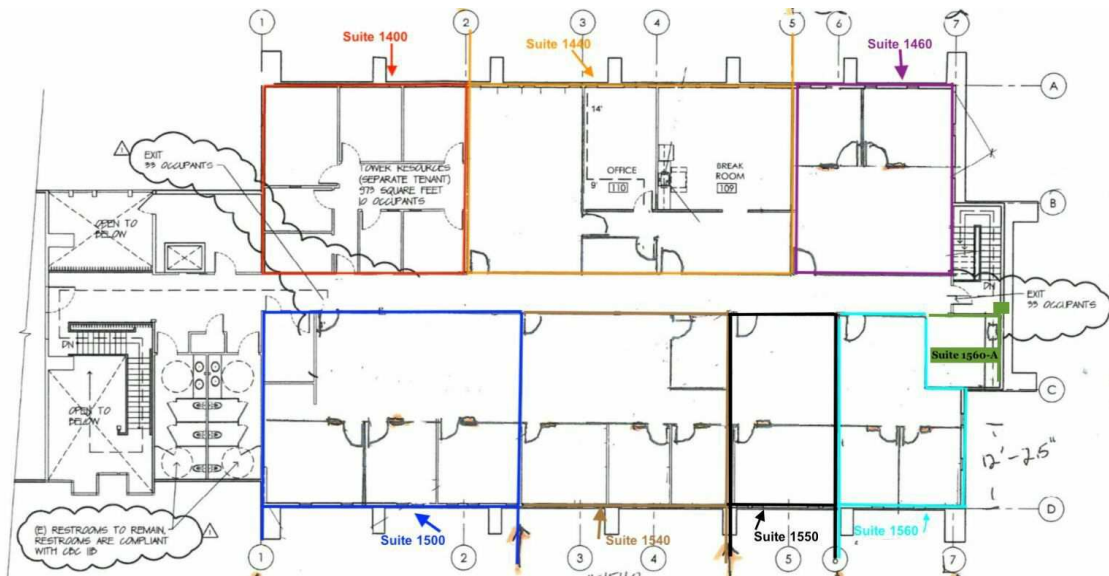 1
2
3
4
5
6
7
Suite 1400
Suite 1440
Suite 1460
A
14'
1
EXIT
33 OCCUPANTS
TOWER RESOURCES
(SEPARATE TENANT)
973 SQUARE FEET
10 OCCUPANTS
OFFICE
110
9'
BREAK
ROOM
109
B
OPEN TO
BELOW
DN
EXIT
33 OCCUPANTS
DN
Suite 1560-A
C
OPEN TO
BELOW
12'-2.5"
D
(E) RESTROOMS TO REMAIN.
RESTROOMS ARE COMPLIANT
WITH CBC 11B
1
Suite 1500
Suite 1540
Suite 1550
Suite 1560
1
2
3
4
5
6
7